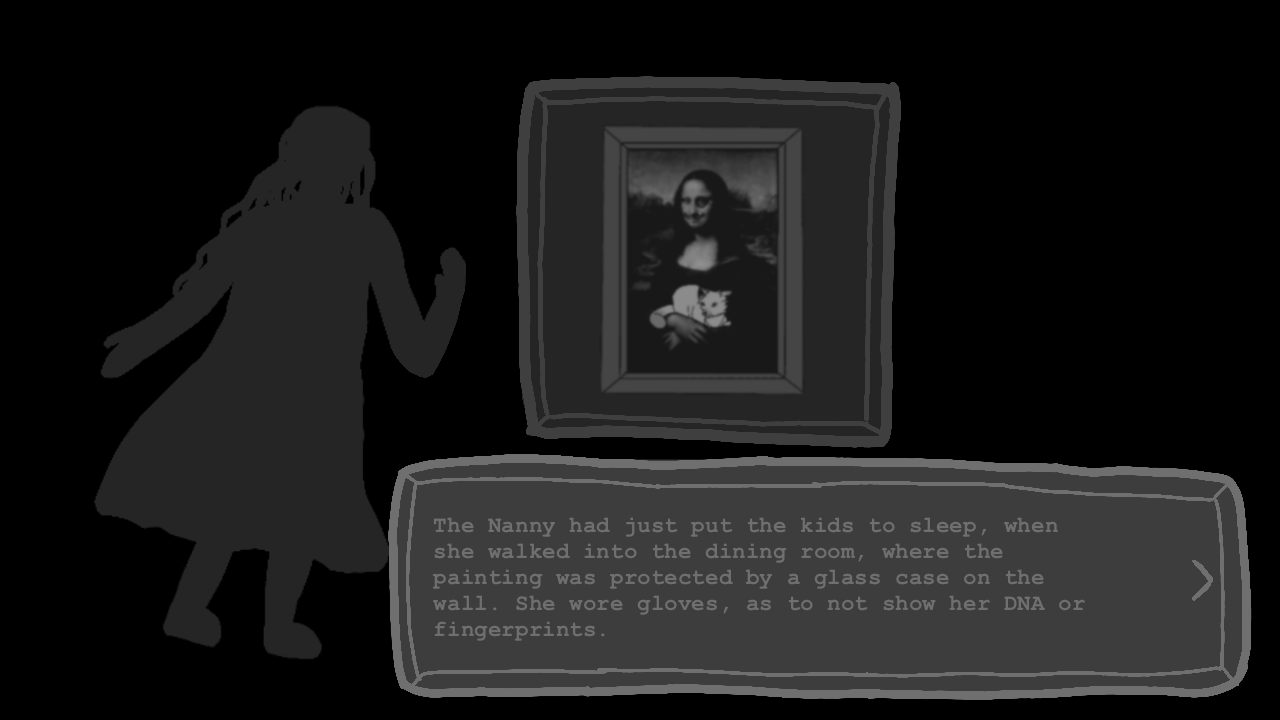 The Nanny had just put the kids to sleep, when
she walked into the dining room, where the
painting was protected by a glass case on the
wall. She wore gloves, as to not show her DNA or
fingerprints.